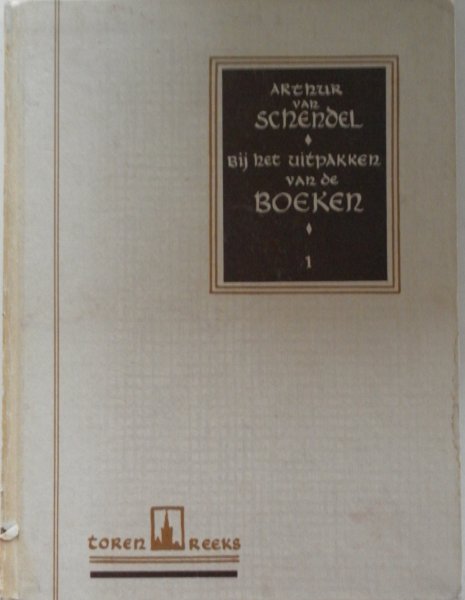 ARTHUR
VAN
SCHENDEL
BIJ HET UITPAKKEN
VAN DE
BOEKEN
1
TOREN REEKS